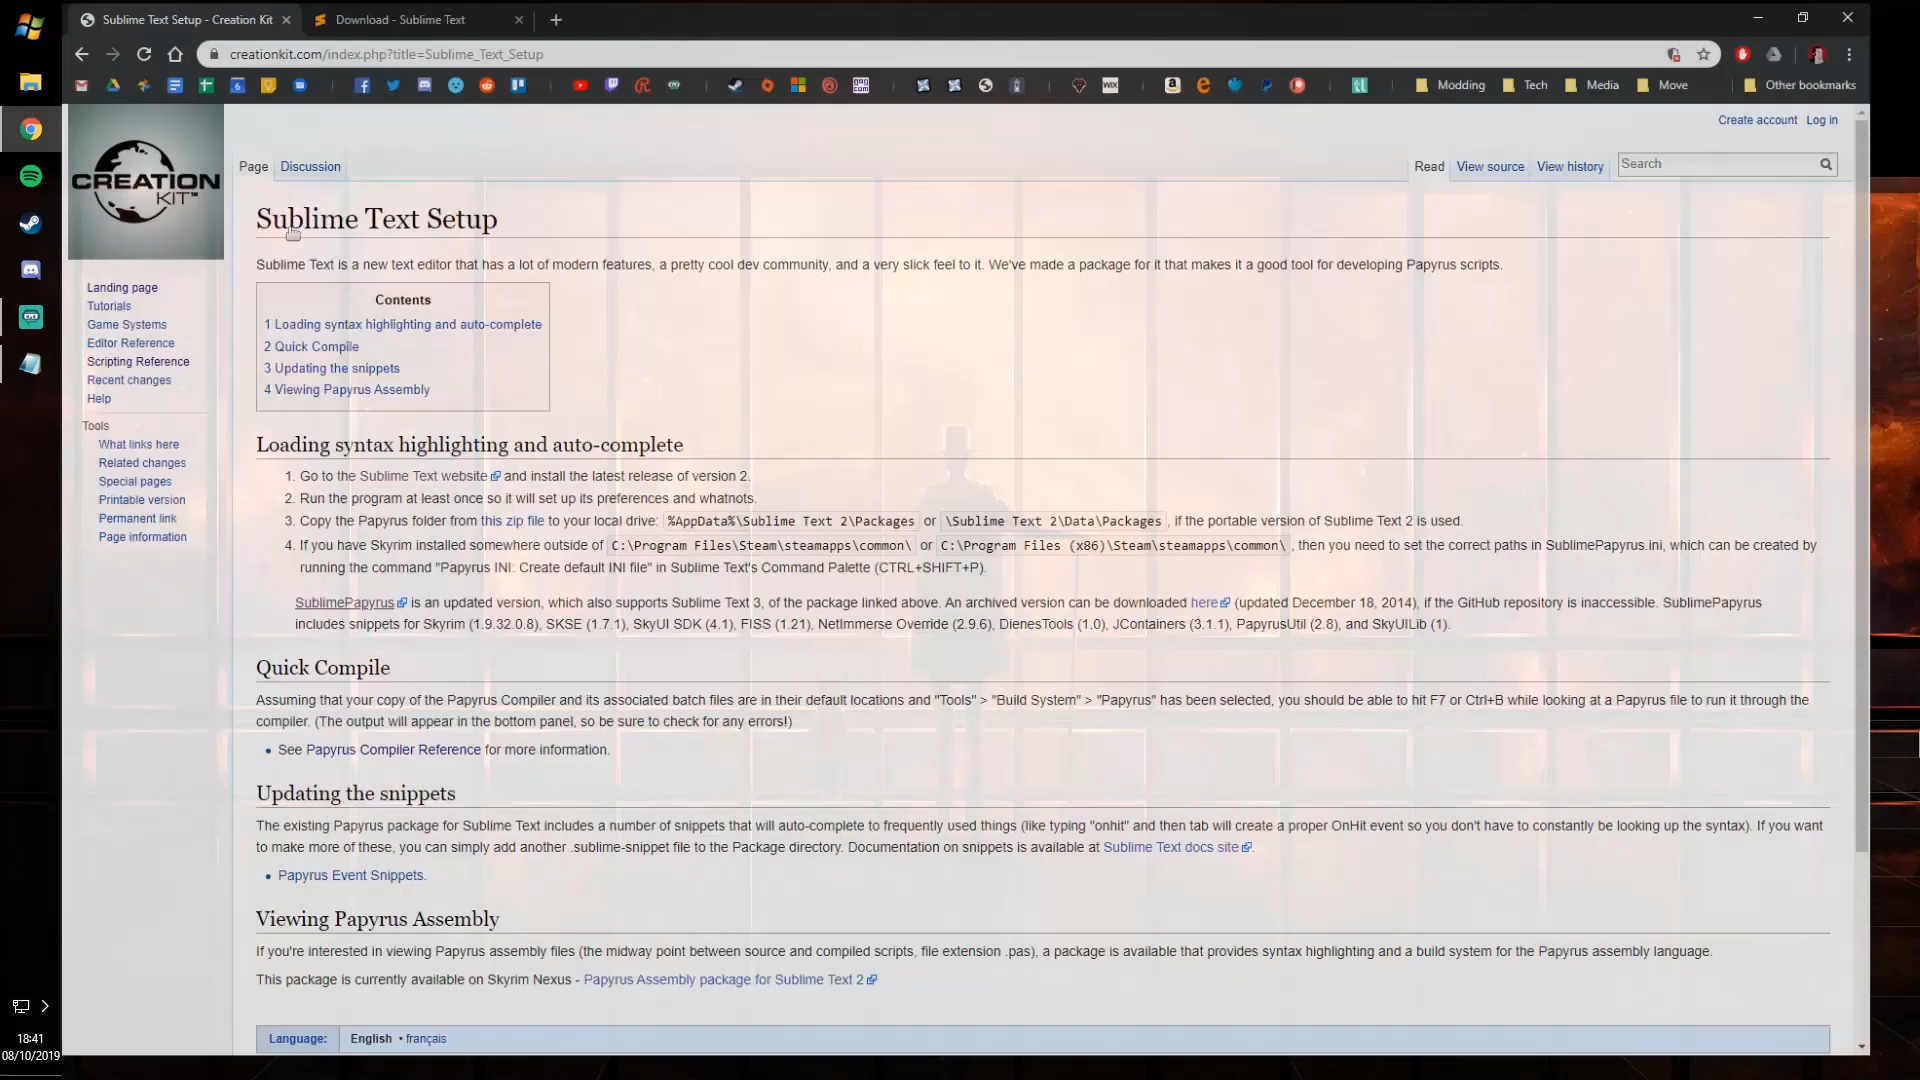 Sublime Text Setup - Creation Kit
Download - Sublime Text
creationkit.com/index.php?title=Sublime_Text_Setup
Modding
Tech
Media
Move
Other bookmarks
Create account Log in
CREATION
KIT™
Page Discussion
Read View source View history
Search
Sublime Text Setup
Sublime Text is a new text editor that has a lot of modern features, a pretty cool dev community, and a very slick feel to it. We've made a package for it that makes it a good tool for developing Papyrus scripts.
Contents
1 Loading syntax highlighting and auto-complete
2 Quick Compile
3 Updating the snippets
4 Viewing Papyrus Assembly
Landing page
Tutorials
Game Systems
Editor Reference
Scripting Reference
Recent changes
Help
Tools
What links here
Related changes
Special pages
Printable version
Permanent link
Page information
Loading syntax highlighting and auto-complete
1. Go to the Sublime Text website and install the latest release of version 2.
2. Run the program at least once so it will set up its preferences and whatnots.
3. Copy the Papyrus folder from this zip file to your local drive: %AppData%\Sublime Text 2\Packages or \Sublime Text 2\Data\Packages, if the portable version of Sublime Text 2 is used.
4. If you have Skyrim installed somewhere outside of C:\Program Files\Steam\steamapps\common\ or C:\Program Files (x86)\Steam\steamapps\common\, then you need to set the correct paths in SublimePapyrus.ini, which can be created by
running the command "Papyrus INI: Create default INI file" in Sublime Text's Command Palette (CTRL+SHIFT+P).
SublimePapyrus is an updated version, which also supports Sublime Text 3, of the package linked above. An archived version can be downloaded here (updated December 18, 2014), if the GitHub repository is inaccessible. SublimePapyrus
includes snippets for Skyrim (1.9.32.0.8), SKSE (1.7.1), SkyUI SDK (4.1), FISS (1.21), NetImmerse Override (2.9.6), DienesTools (1.0), JContainers (3.1.1), PapyrusUtil (2.8), and SkyUILib (1).
Quick Compile
Assuming that your copy of the Papyrus Compiler and its associated batch files are in their default locations and "Tools" > "Build System" > "Papyrus" has been selected, you should be able to hit F7 or Ctrl+B while looking at a Papyrus file to run it through the
compiler. (The output will appear in the bottom panel, so be sure to check for any errors!)
• See Papyrus Compiler Reference for more information.
Updating the snippets
The existing Papyrus package for Sublime Text includes a number of snippets that will auto-complete to frequently used things (like typing "onhit" and then tab will create a proper OnHit event so you don't have to constantly be looking up the syntax). If you want
to make more of these, you can simply add another .sublime-snippet file to the Package directory. Documentation on snippets is available at Sublime Text docs site.
• Papyrus Event Snippets.
Viewing Papyrus Assembly
If you're interested in viewing Papyrus assembly files (the midway point between source and compiled scripts, file extension .pas), a package is available that provides syntax highlighting and a build system for the Papyrus assembly language.
This package is currently available on Skyrim Nexus - Papyrus Assembly package for Sublime Text 2
Language: English • français
18:41
08/10/2019